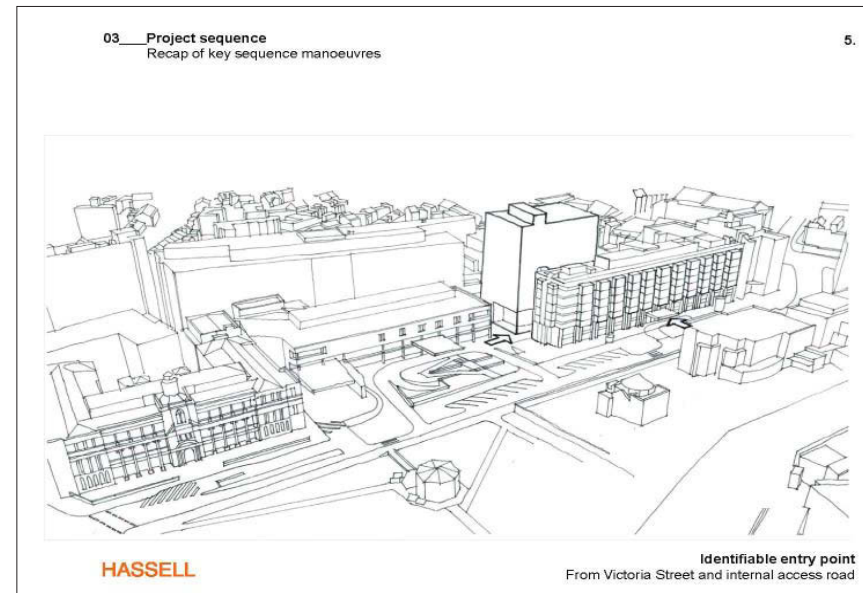 03___Project sequence
Recap of key sequence manoeuvres
5.
HASSELL
Identifiable entry point
From Victoria Street and internal access road